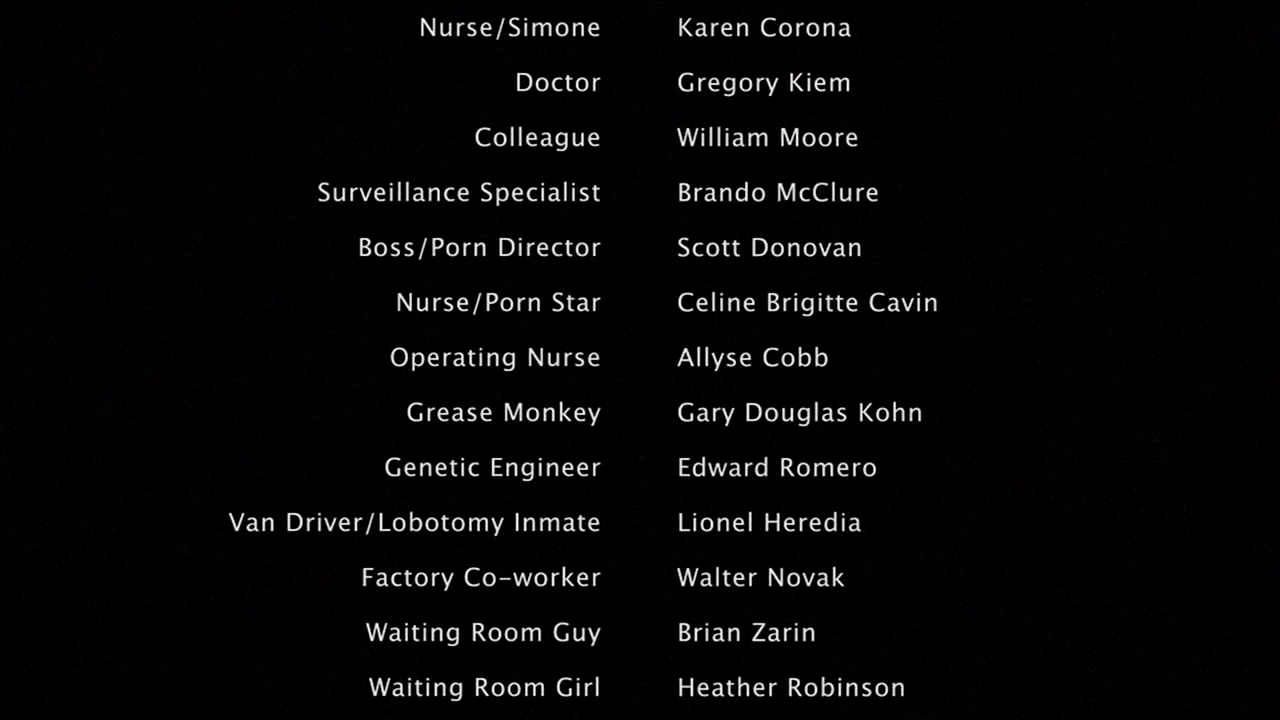 Nurse/Simone Karen Corona
Doctor Gregory Kiem
Colleague William Moore
Surveillance Specialist Brando McClure
Boss/Porn Director Scott Donovan
Nurse/Porn Star Celine Brigitte Cavin
Operating Nurse Allyse Cobb
Grease Monkey Gary Douglas Kohn
Genetic Engineer Edward Romero
Van Driver/Lobotomy Inmate Lionel Heredia
Factory Co-worker Walter Novak
Waiting Room Guy Brian Zarin
Waiting Room Girl Heather Robinson